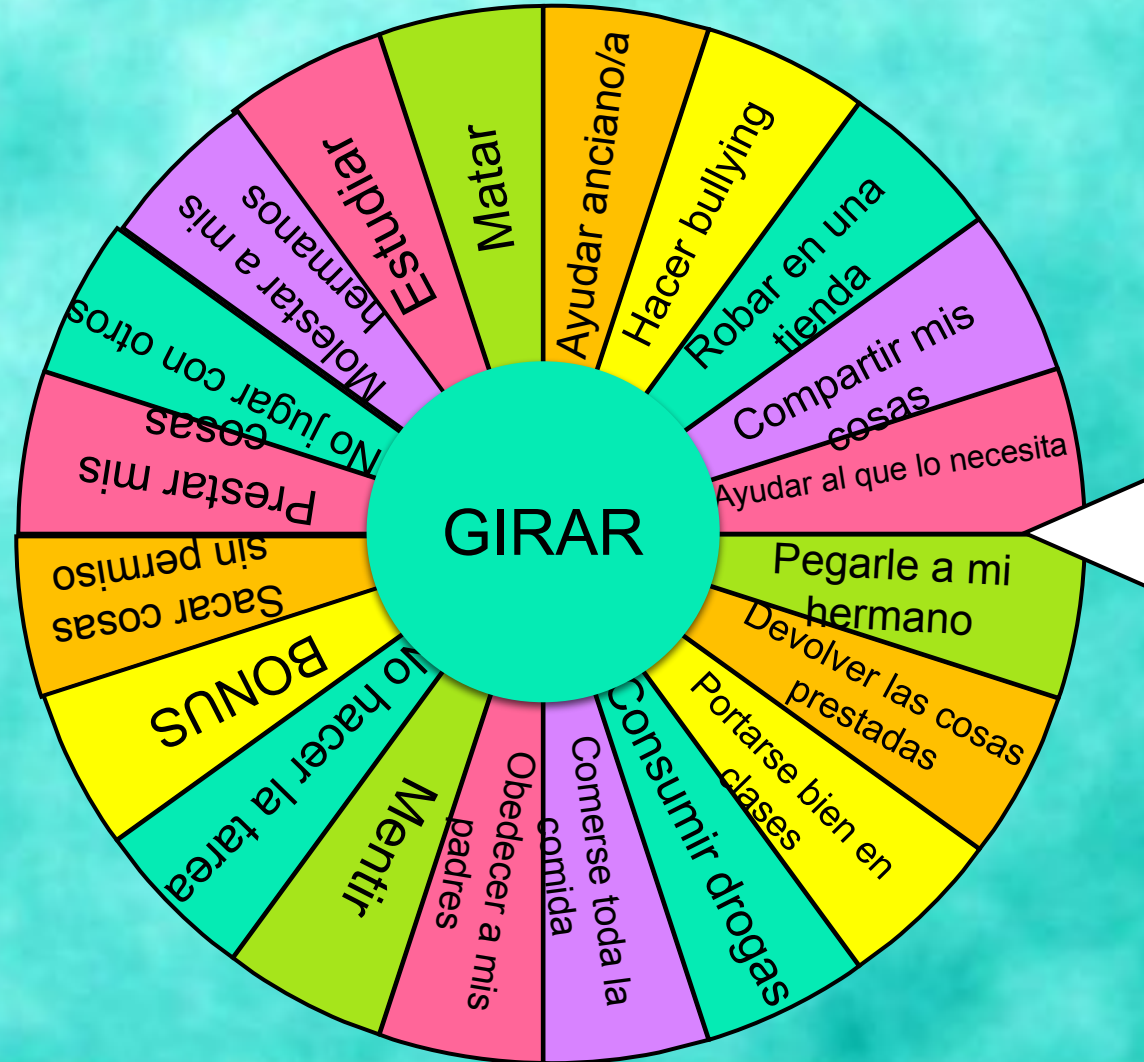 Ayudar anciano/a
Hacer bullying
Robar en una
tienda
Compartir mis
cosas
Ayudar al que lo necesita
Pegarle a mi
hermano
Devolver las cosas
prestadas
Portarse bien en
clases
Consumir drogas
Comerse toda la
comida
Obedecer a mis
padres
Mentir
No hacer la tarea
BONUS
Sacar cosas
sin permiso
Prestar mis
cosas
No jugar con otros
Molestar a mis
hermanos
Estudiar
Matar
GIRAR